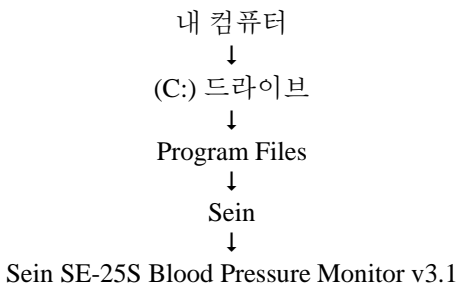 내 컴퓨터
↓
(C:) 드라이브
↓
Program Files
↓
Sein
↓
Sein SE-25S Blood Pressure Monitor v3.1